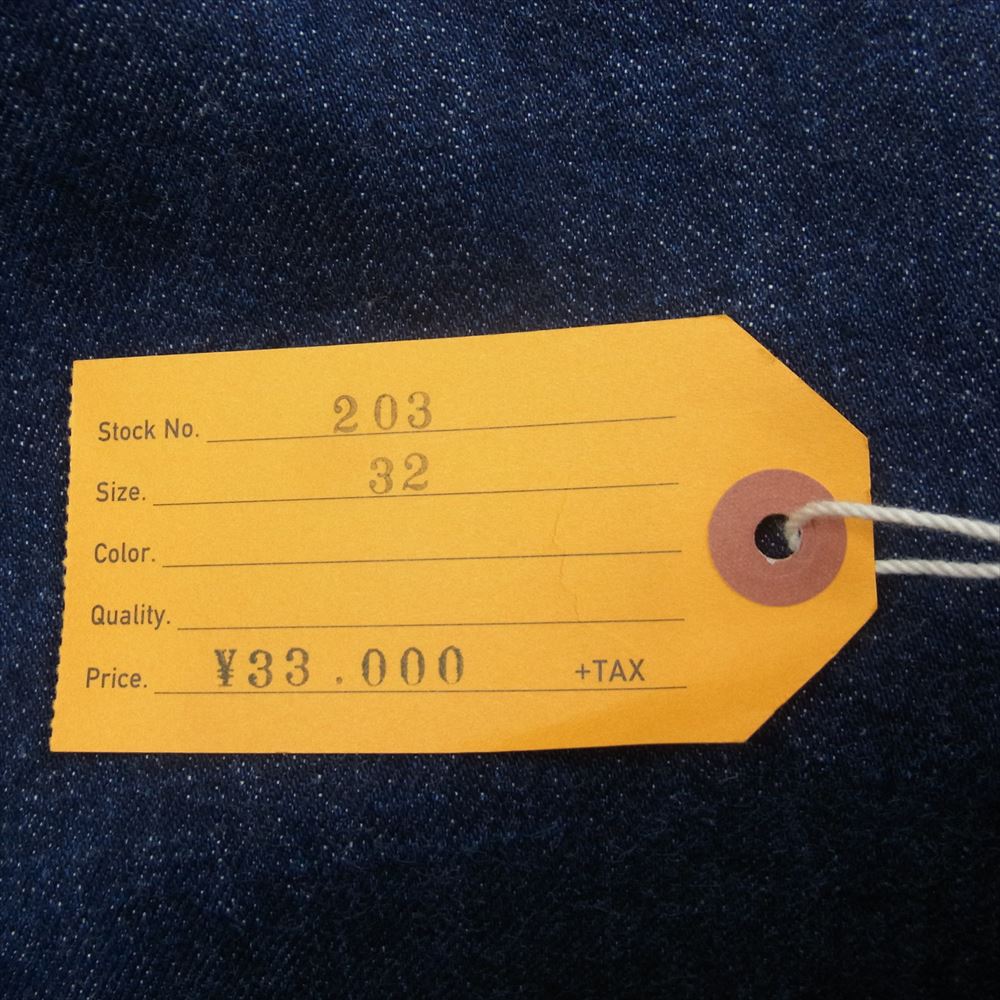 Stock No. 203
Size. 32
Color.
Quality.
Price. ¥33.000 +TAX